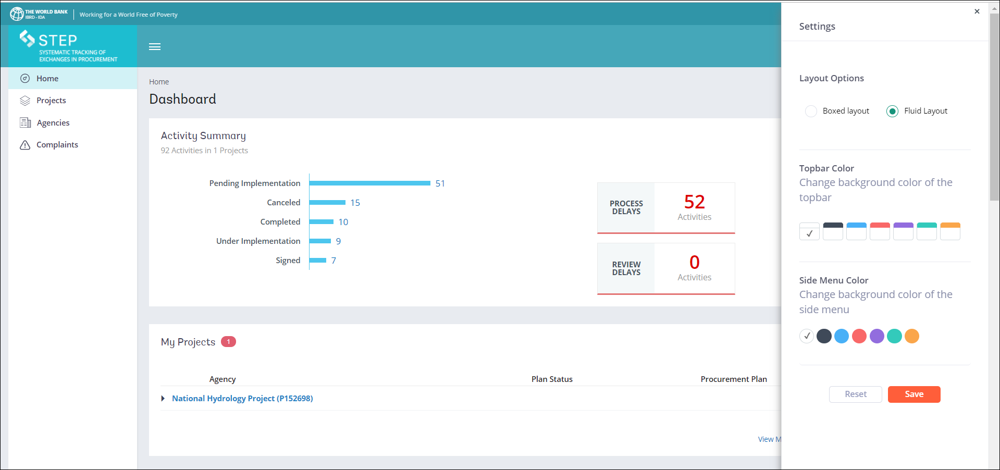 THE WORLD BANK
IBRD - IDA
Working for a World Free of Poverty
STEP
SYSTEMATIC TRACKING OF
EXCHANGES IN PROCUREMENT
Home
Projects
Agencies
Complaints
Home
Dashboard
Activity Summary
92 Activities in 1 Projects
Pending Implementation 51
Canceled 15
Completed 10
Under Implementation 9
Signed 7
PROCESS
DELAYS
52
Activities
REVIEW
DELAYS
0
Activities
My Projects 1
Agency Plan Status Procurement Plan
National Hydrology Project (P152698)
View M
Settings
Layout Options
Boxed layout Fluid Layout
Topbar Color
Change background color of the
topbar
Side Menu Color
Change background color of the
side menu
Reset Save